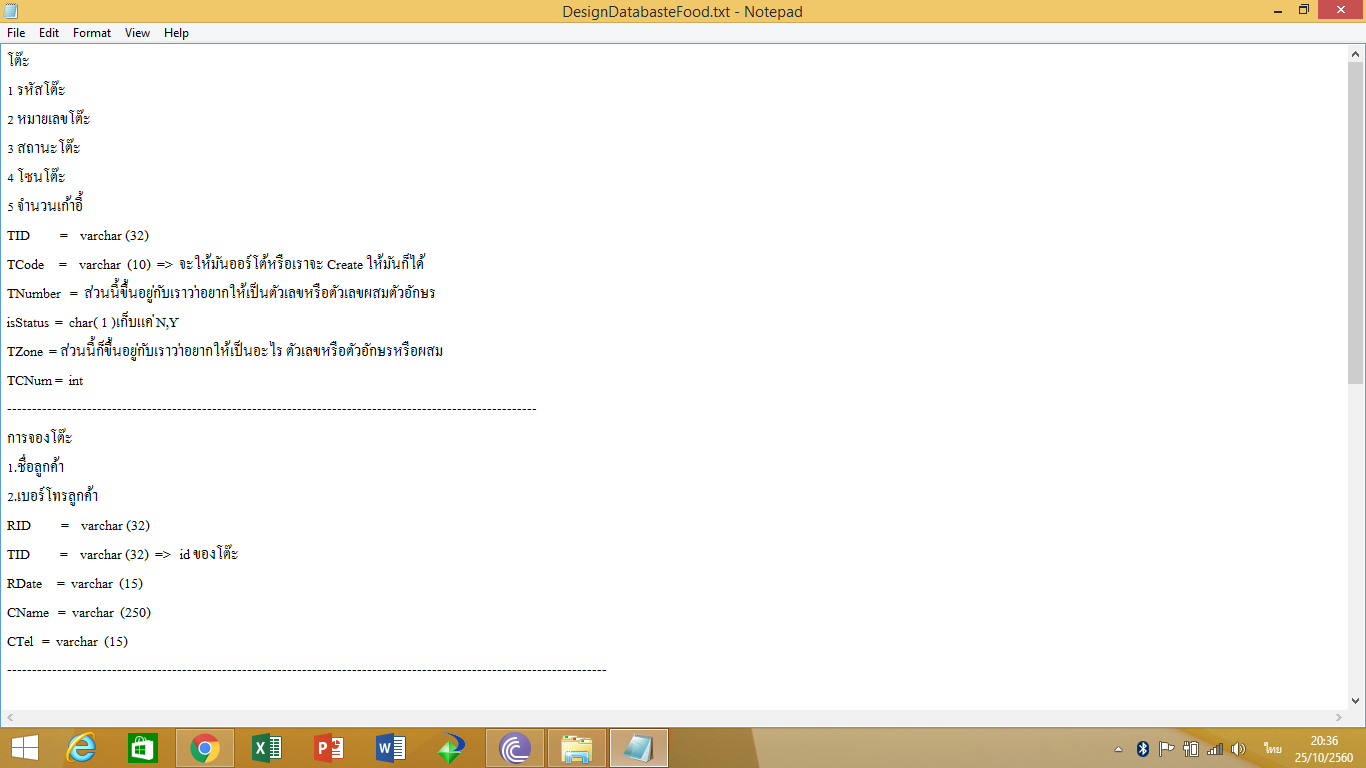 DesignDatabasteFood.txt - Notepad
File Edit Format View Help
โต๊ะ
1 รหัสโต๊ะ
2 หมายเลขโต๊ะ
3 สถานะโต๊ะ
4 โซนโต๊ะ
5 จำนวนเก้าอี้
TID = varchar (32)
TCode = varchar (10) => จะให้มันออร์โต้หรือเราจะ Create ให้มันก็ได้
TNumber = ส่วนนี้ขึ้นอยู่กับเราว่าอยากให้เป็นตัวเลขหรือตัวเลขผสมตัวอักษร
isStatus = char( 1 )เก็บแค่ N,Y
TZone = ส่วนนี้ก็ขึ้นอยู่กับเราว่าอยากให้เป็นอะไร ตัวเลขหรือตัวอักษรหรือผสม
TCNum = int
----------------------------------------------------------------------------------------------------------
การจองโต๊ะ
1.ชื่อลูกค้า
2.เบอร์โทรลูกค้า
RID = varchar (32)
TID = varchar (32) => id ของโต๊ะ
RDate = varchar (15)
CName = varchar (250)
CTel = varchar (15)
------------------------------------------------------------------------------------------------------------------------
ไทย
20:36
25/10/2560